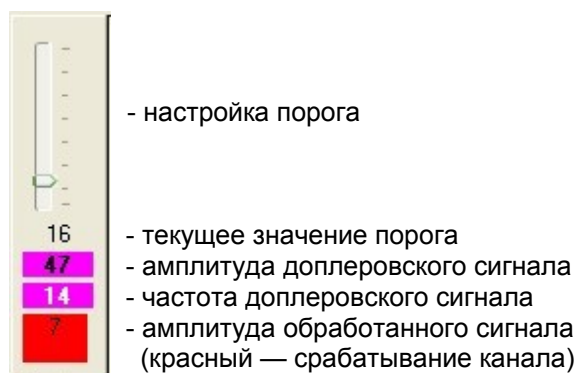 - настройка порога
16 - текущее значение порога
47 - амплитуда доплеровского сигнала
14 - частота доплеровского сигнала
7 - амплитуда обработанного сигнала
(красный — срабатывание канала)